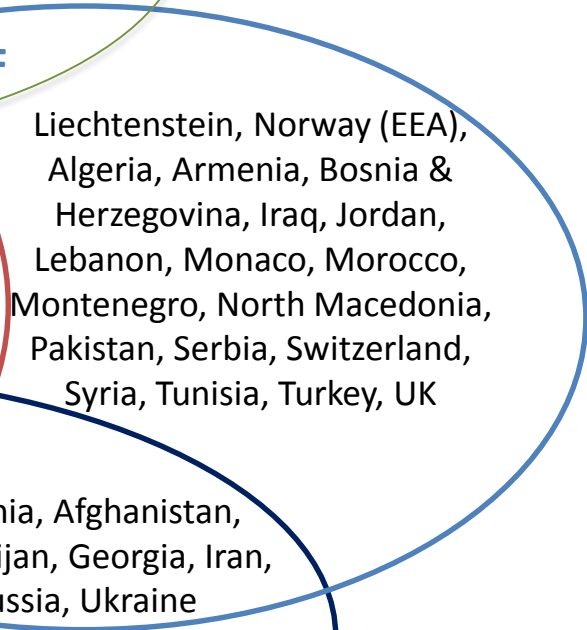 Liechtenstein, Norway (EEA),
Algeria, Armenia, Bosnia &
Herzegovina, Iraq, Jordan,
Lebanon, Monaco, Morocco,
Montenegro, North Macedonia,
Pakistan, Serbia, Switzerland,
Syria, Tunisia, Turkey, UK
Afghanistan,
Georgia, Iran,
Ukraine